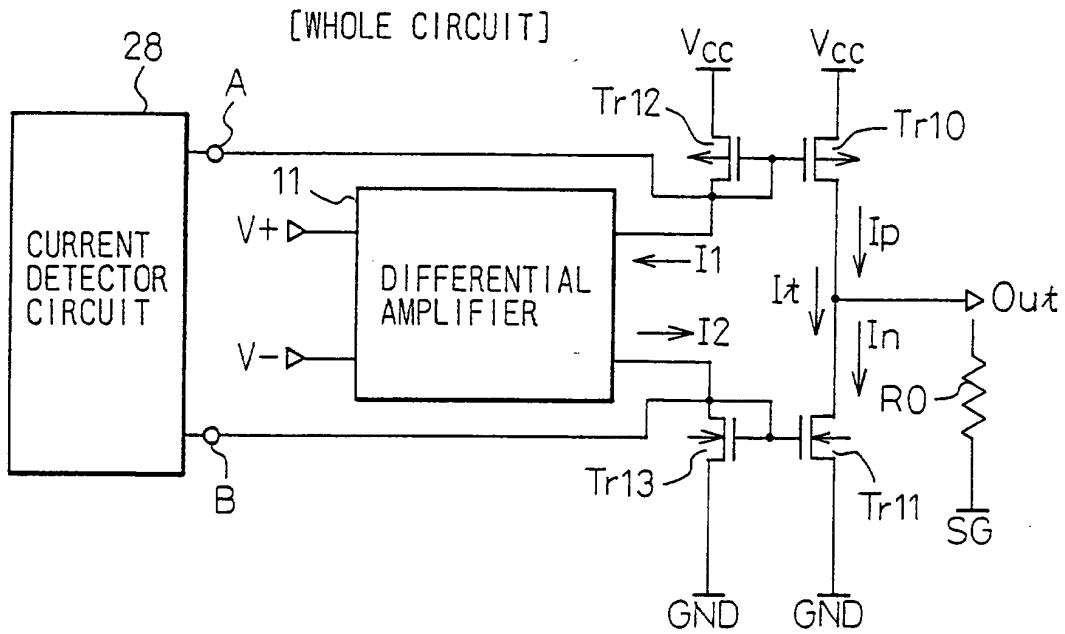 [WHOLE CIRCUIT]
28
A
Vcc
Vcc
Tr12
Tr10
11
V+
CURRENT
DETECTOR
CIRCUIT
DIFFERENTIAL
AMPLIFIER
I1
Ip
It
Out
I2
In
V-
R0
B
Tr13
Tr11
SG
GND
GND